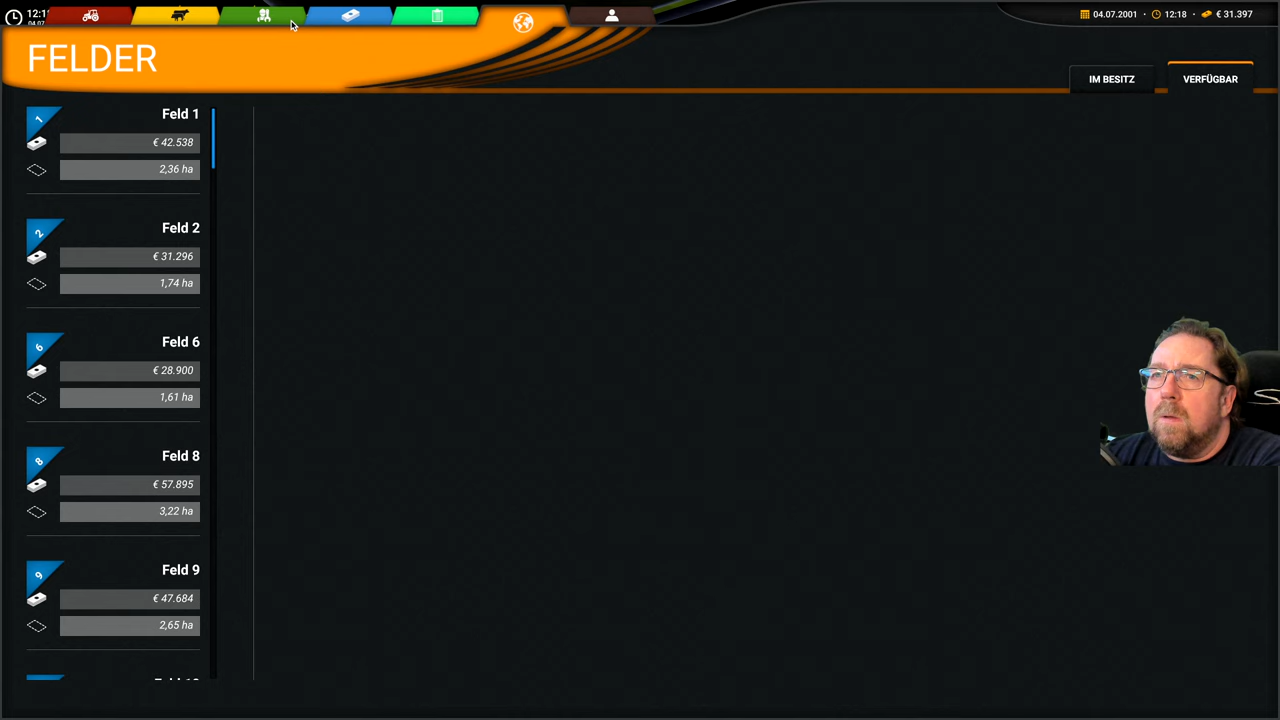 12:1
04.07
04.07.2001 • 12:18 • € 31.397
FELDER
IM BESITZ
VERFÜGBAR
1
Feld 1
€ 42.538
2,36 ha
2
Feld 2
€ 31.296
1,74 ha
6
Feld 6
€ 28.900
1,61 ha
8
Feld 8
€ 57.895
3,22 ha
9
Feld 9
€ 47.684
2,65 ha